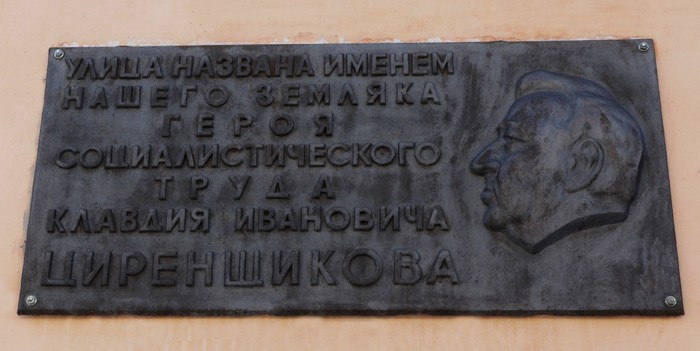 УЛИЦА НАЗВАНА ИМЕНЕМ
НАШЕГО ЗЕМЛЯКА
ГЕРОЯ
СОЦИАЛИСТИЧЕСКОГО
ТРУДА
КЛАВДИЯ ИВАНОВИЧА
ЦИРЕНЩИКОВА